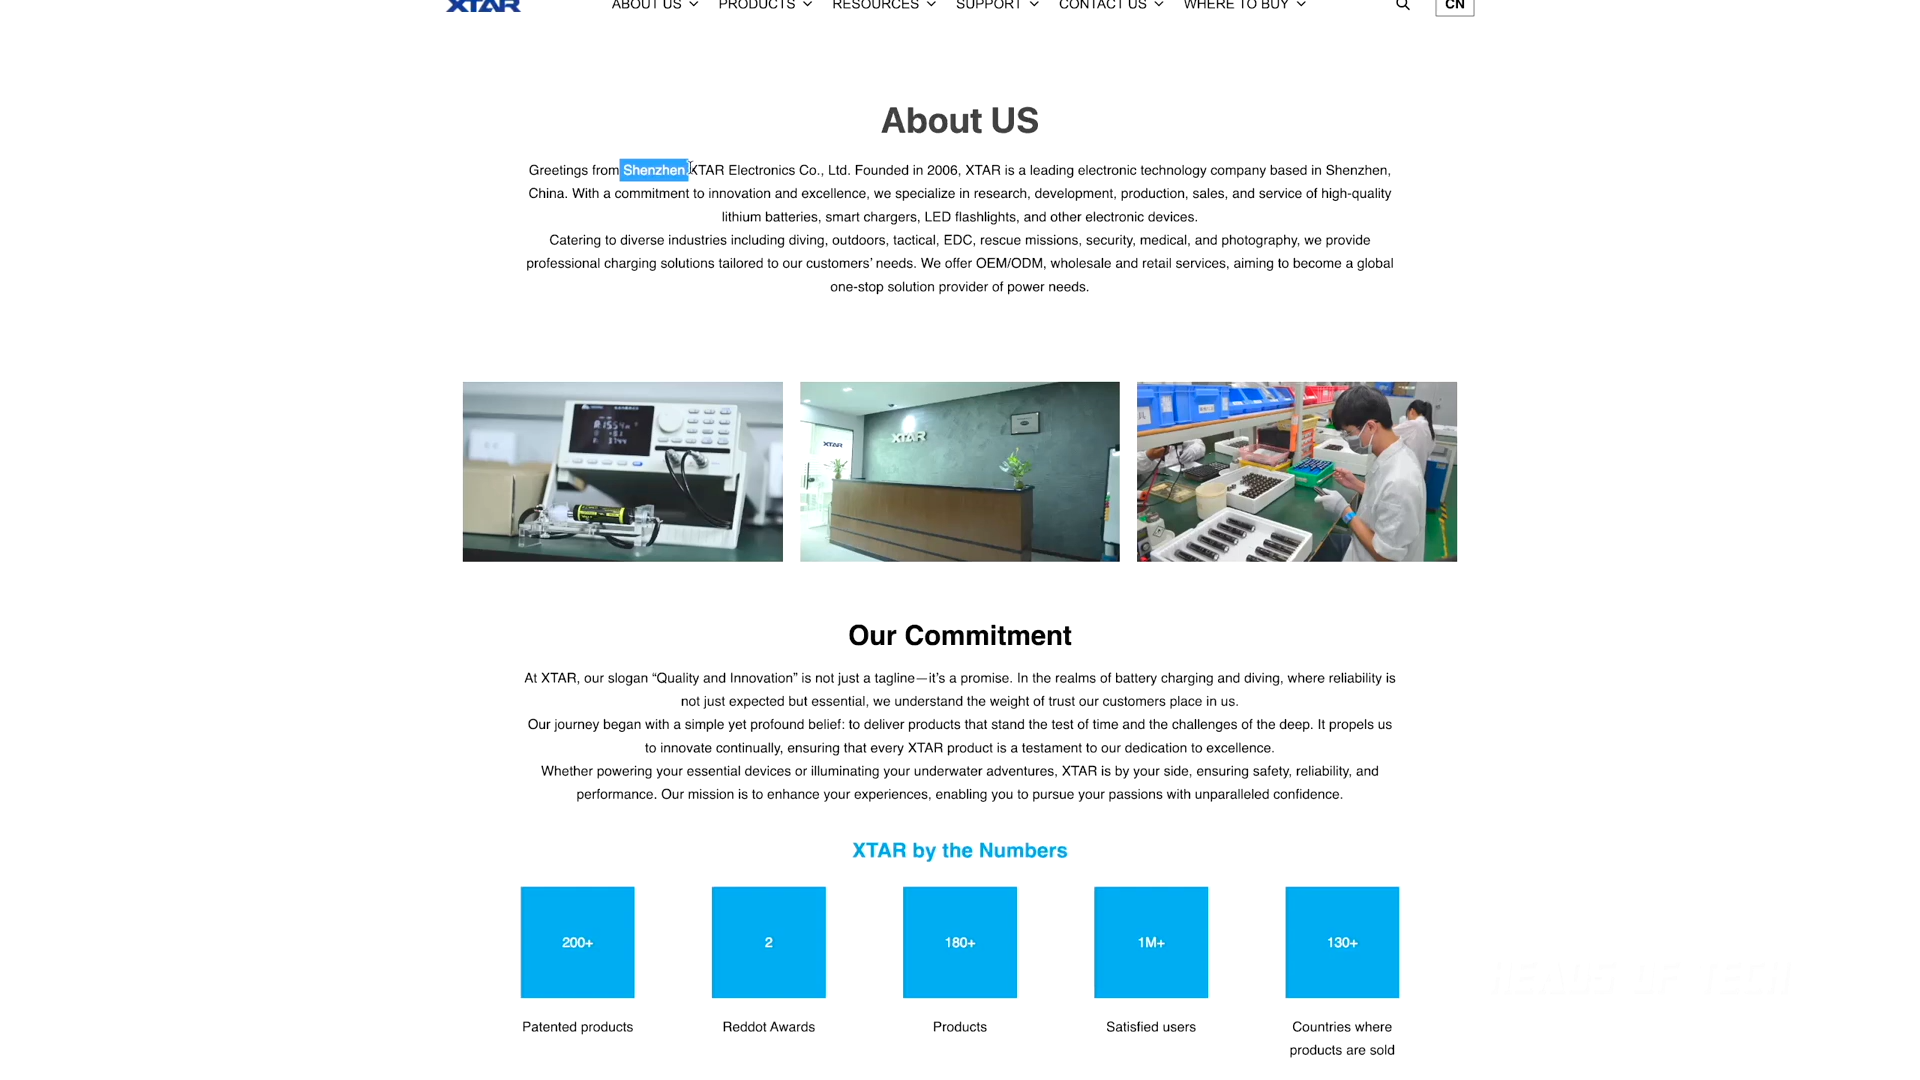 XTAR
ABOUT US PRODUCTS RESOURCES SUPPORT CONTACT US WHERE TO BUY CN
About US
Greetings from Shenzhen XTAR Electronics Co., Ltd. Founded in 2006, XTAR is a leading electronic technology company based in Shenzhen,
China. With a commitment to innovation and excellence, we specialize in research, development, production, sales, and service of high-quality
lithium batteries, smart chargers, LED flashlights, and other electronic devices.
Catering to diverse industries including diving, outdoors, tactical, EDC, rescue missions, security, medical, and photography, we provide
professional charging solutions tailored to our customers’ needs. We offer OEM/ODM, wholesale and retail services, aiming to become a global
one-stop solution provider of power needs.
XTAR
XTAR
Our Commitment
At XTAR, our slogan “Quality and Innovation” is not just a tagline—it’s a promise. In the realms of battery charging and diving, where reliability is
not just expected but essential, we understand the weight of trust our customers place in us.
Our journey began with a simple yet profound belief: to deliver products that stand the test of time and the challenges of the deep. It propels us
to innovate continually, ensuring that every XTAR product is a testament to our dedication to excellence.
Whether powering your essential devices or illuminating your underwater adventures, XTAR is by your side, ensuring safety, reliability, and
performance. Our mission is to enhance your experiences, enabling you to pursue your passions with unparalleled confidence.
XTAR by the Numbers
200+ 2 180+ 1M+ 130+
Patented products Reddot Awards Products Satisfied users Countries where
products are sold